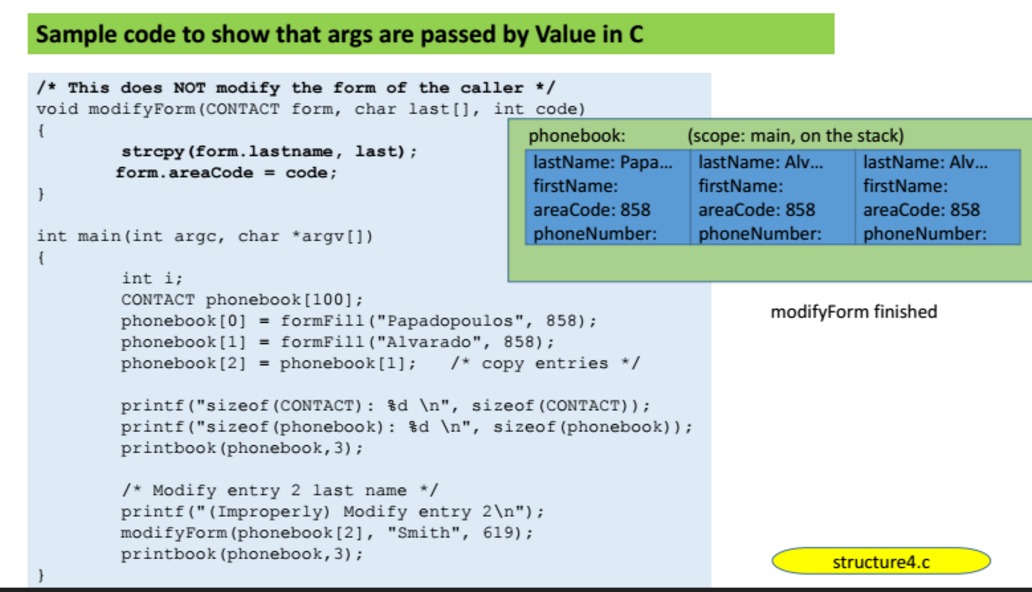 Sample code to show that args are passed by Value in C
/* This does NOT modify the form of the caller */
void modifyForm(CONTACT form, char last[], int code)
{
strcpy(form.lastname, last);
form.areaCode = code;
}
int main(int argc, char *argv[])
{
int i;
CONTACT phonebook[100];
phonebook[0] = formFill("Papadopoulos", 858);
phonebook[1] = formFill("Alvarado", 858);
phonebook[2] = phonebook[1]; /* copy entries */
printf("sizeof(CONTACT): %d \n", sizeof(CONTACT));
printf("sizeof(phonebook): %d \n", sizeof(phonebook));
printbook(phonebook,3);
/* Modify entry 2 last name */
printf("(Improperly) Modify entry 2\n");
modifyForm(phonebook[2], "Smith", 619);
printbook(phonebook,3);
}
phonebook: (scope: main, on the stack)
lastName: Papa... lastName: Alv... lastName: Alv...
firstName: firstName: firstName:
areaCode: 858 areaCode: 858 areaCode: 858
phoneNumber: phoneNumber: phoneNumber:
modifyForm finished
structure4.c